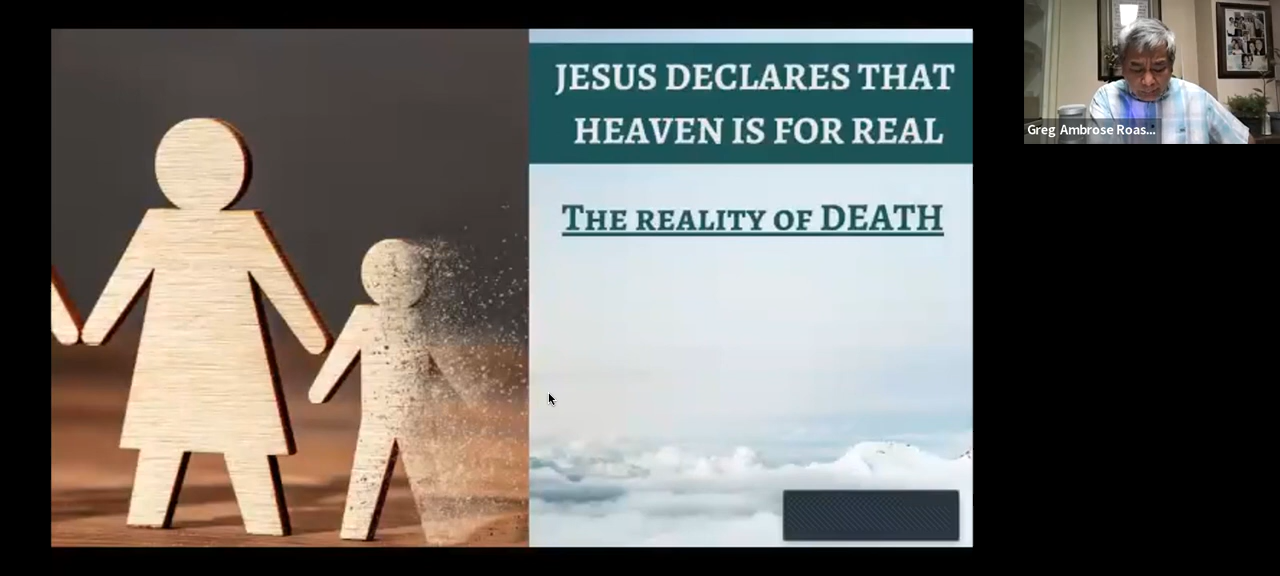 JESUS DECLARES THAT
HEAVEN IS FOR REAL
THE REALITY OF DEATH
Greg Ambrose Roas...